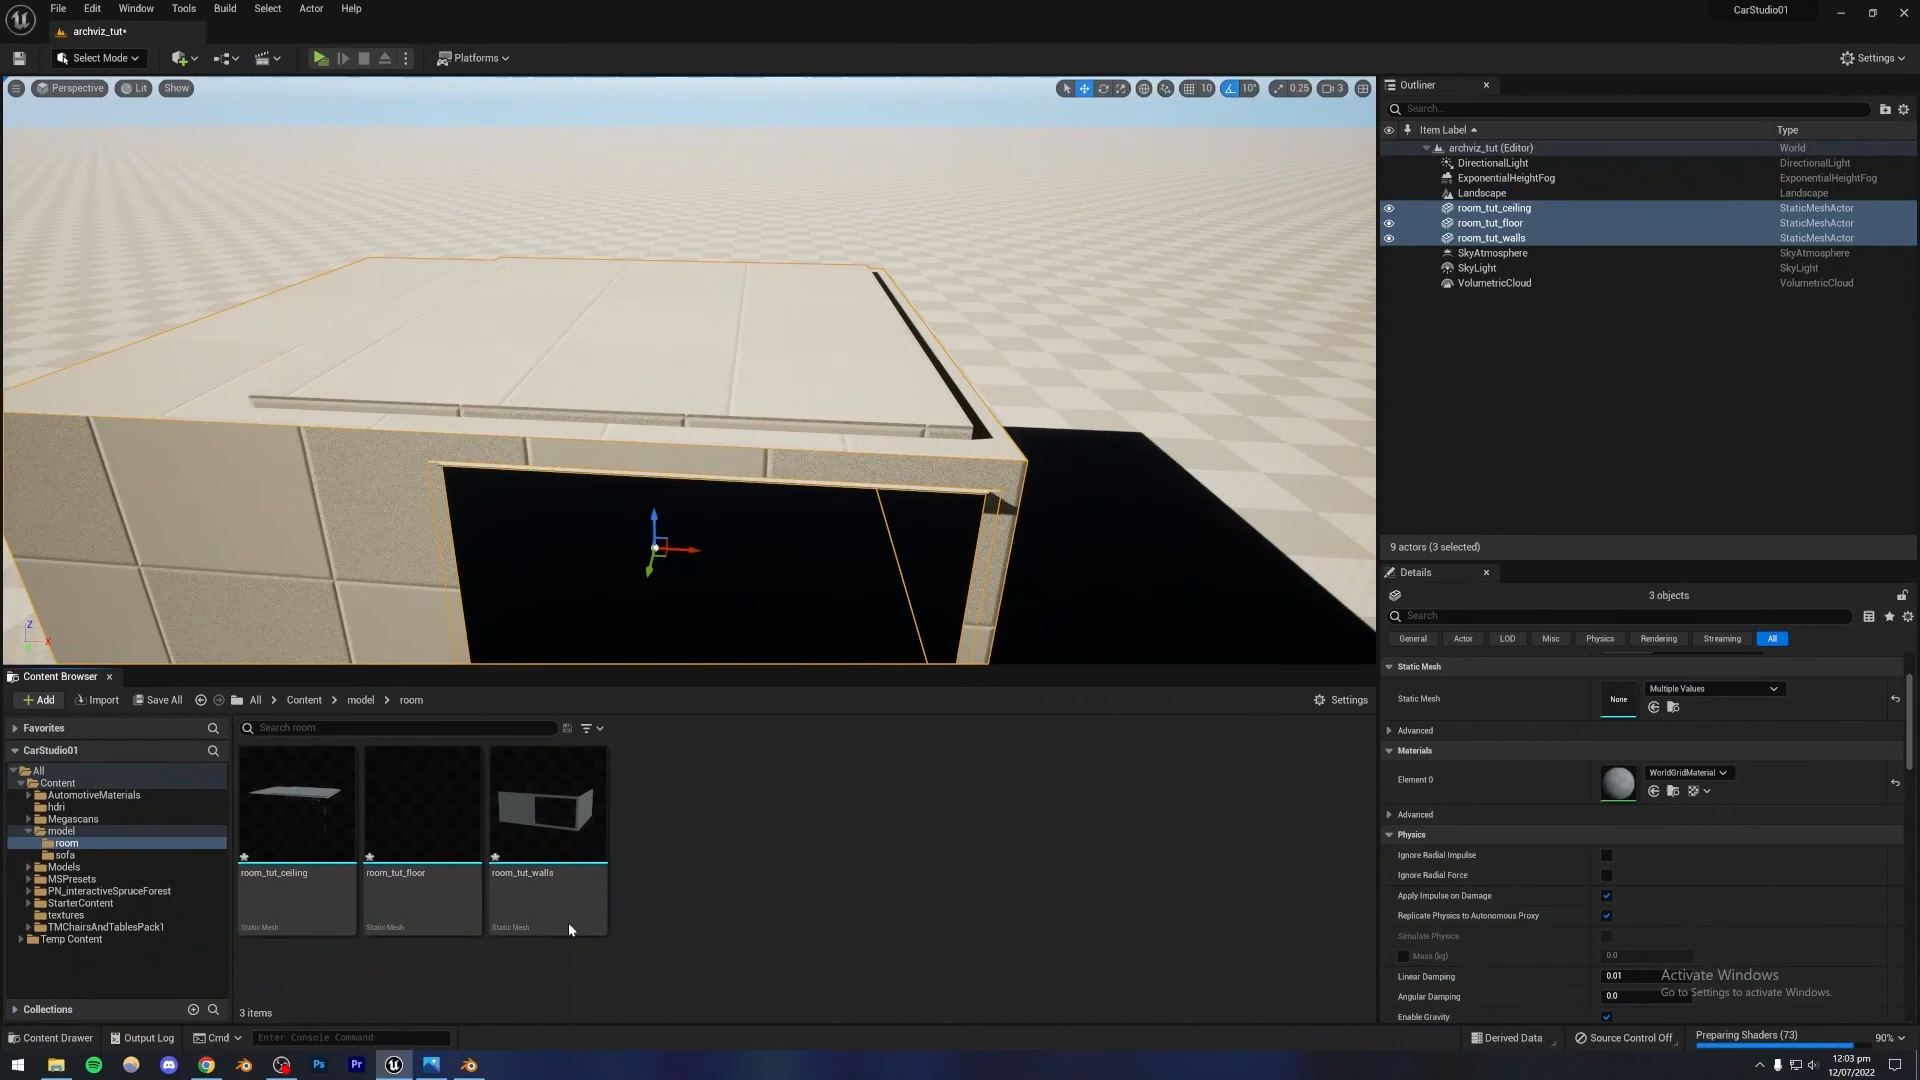 File Edit Window Tools Build Select Actor Help
CarStudio01
archviz_tut*
Select Mode
Platforms
Settings
Perspective Lit Show
10 10° 0.25 3
Outliner
Search...
Item Label Type
archviz_tut (Editor) World
DirectionalLight DirectionalLight
ExponentialHeightFog ExponentialHeightFog
Landscape Landscape
room_tut_ceiling StaticMeshActor
room_tut_floor StaticMeshActor
room_tut_walls StaticMeshActor
SkyAtmosphere SkyAtmosphere
SkyLight SkyLight
VolumetricCloud VolumetricCloud
9 actors (3 selected)
Details
3 objects
Search
General Actor LOD Misc Physics Rendering Streaming All
Static Mesh
Static Mesh None Multiple Values
Advanced
Materials
Element 0 WorldGridMaterial
Advanced
Physics
Ignore Radial Impulse
Ignore Radial Force
Apply Impulse on Damage
Replicate Physics to Autonomous Proxy
Simulate Physics
Mass (kg) 0.0
Linear Damping 0.01
Angular Damping 0.0
Enable Gravity
Activate Windows
Go to Settings to activate Windows.
Z
X
Content Browser
Add Import Save All All Content model room Settings
Favorites
Search room
CarStudio01
All
Content
AutomotiveMaterials
hdri
Megascans
model
room
sofa
Models
MSPresets
PN_interactiveSpruceForest
StarterContent
textures
TMChairsAndTablesPack1
Temp Content
room_tut_ceiling room_tut_floor room_tut_walls
Static Mesh Static Mesh Static Mesh
Collections
3 items
Content Drawer Output Log Cmd Enter Console Command
Derived Data Source Control Off Preparing Shaders (73) 90%
Ps Pr
12:03 pm
12/07/2022